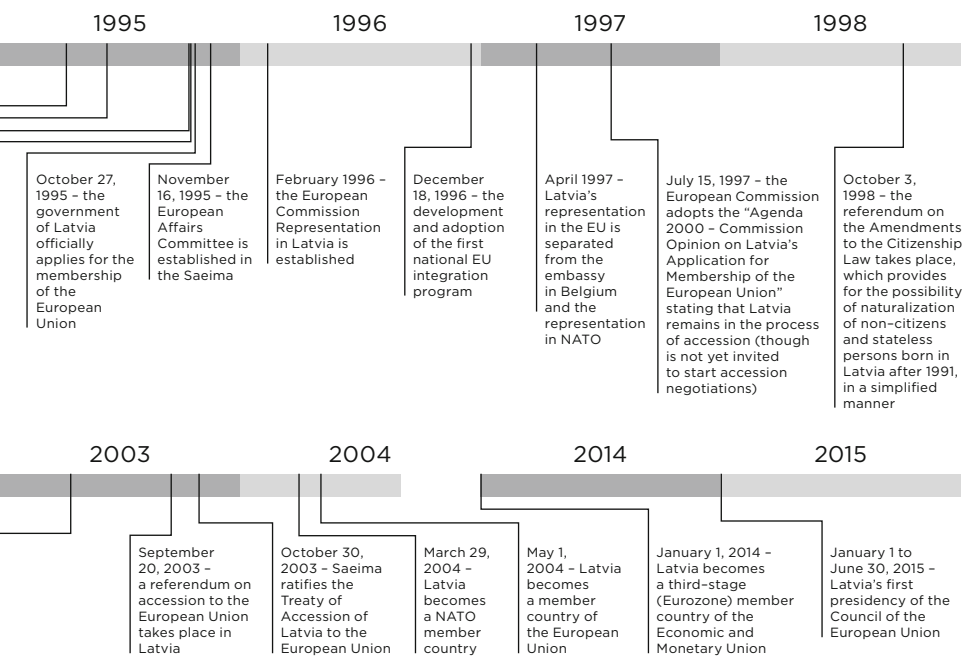 1995
1996
1997
1998
October 27,
1995 – the
government
of Latvia
officially
applies for the
membership
of the
European
Union
November
16, 1995 – the
European
Affairs
Committee is
established in
the Saeima
February 1996 –
the European
Commission
Representation
in Latvia is
established
December
18, 1996 – the
development
and adoption
of the first
national EU
integration
program
April 1997 –
Latvia's
representation
in the EU is
separated
from the
embassy
in Belgium
and the
representation
in NATO
July 15, 1997 – the
European Commission
adopts the “Agenda
2000 – Commission
Opinion on Latvia's
Application for
Membership of the
European Union”
stating that Latvia
remains in the process
of accession (though
is not yet invited
to start accession
negotiations)
October 3,
1998 – the
referendum on
the Amendments
to the Citizenship
Law takes place,
which provides
for the possibility
of naturalization
of non–citizens
and stateless
persons born in
Latvia after 1991,
in a simplified
manner
2003
2004
2014
2015
September
20, 2003 –
a referendum on
accession to the
European Union
takes place in
Latvia
October 30,
2003 – Saeima
ratifies the
Treaty of
Accession of
Latvia to the
European Union
March 29,
2004 –
Latvia
becomes
a NATO
member
country
May 1,
2004 – Latvia
becomes
a member
country of
the European
Union
January 1, 2014 –
Latvia becomes
a third–stage
(Eurozone) member
country of the
Economic and
Monetary Union
January 1 to
June 30, 2015 –
Latvia's first
presidency of the
Council of the
European Union